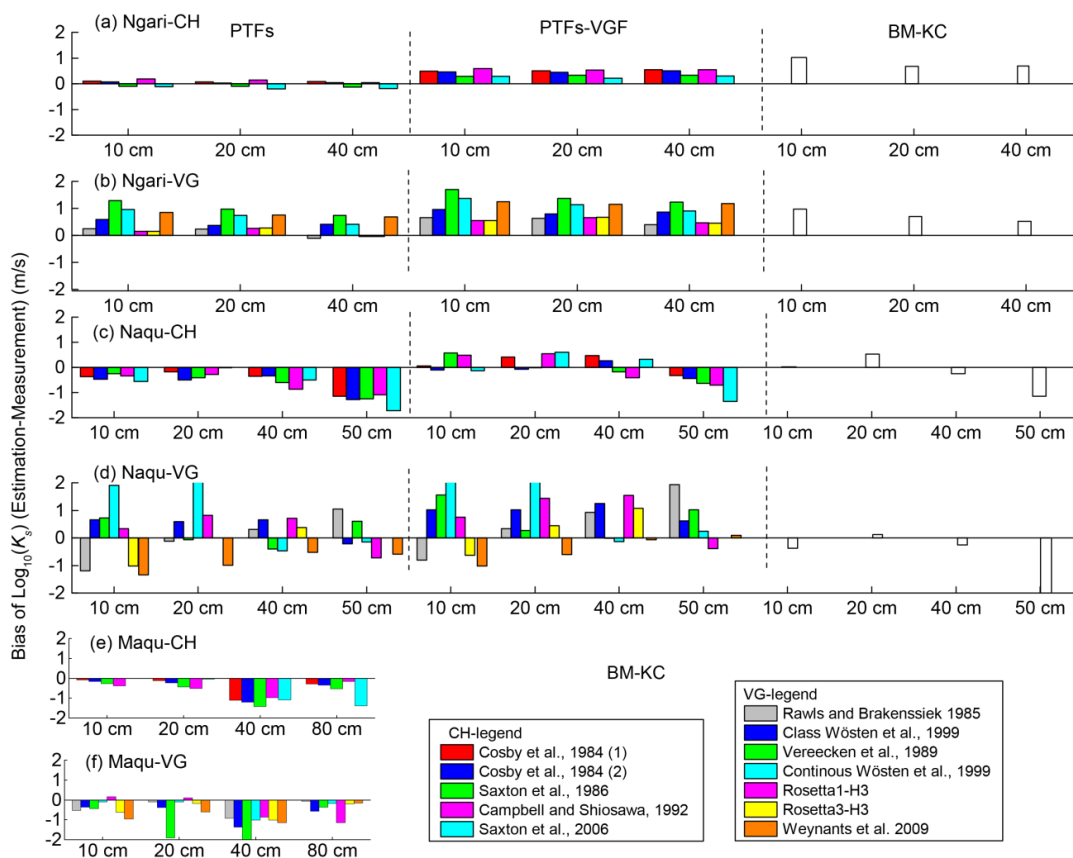 (a) Ngari-CH
PTFs
PTFs-VGF
BM-KC
2
1
0
-1
-2
10 cm 20 cm 40 cm 10 cm 20 cm 40 cm 10 cm 20 cm 40 cm
(b) Ngari-VG
2
1
0
-1
-2
10 cm 20 cm 40 cm 10 cm 20 cm 40 cm 10 cm 20 cm 40 cm
(c) Naqu-CH
2
1
0
-1
-2
10 cm 20 cm 40 cm 50 cm 10 cm 20 cm 40 cm 50 cm 10 cm 20 cm 40 cm 50 cm
(d) Naqu-VG
2
1
0
-1
-2
10 cm 20 cm 40 cm 50 cm 10 cm 20 cm 40 cm 50 cm 10 cm 20 cm 40 cm 50 cm
Bias of Log10(Ks) (Estimation-Measurement) (m/s)
(e) Maqu-CH
2
1
0
-1
-2
10 cm 20 cm 40 cm 80 cm
(f) Maqu-VG
2
1
0
-1
-2
10 cm 20 cm 40 cm 80 cm
BM-KC
CH-legend
Cosby et al., 1984 (1)
Cosby et al., 1984 (2)
Saxton et al., 1986
Campbell and Shiosawa, 1992
Saxton et al., 2006
VG-legend
Rawls and Brakenssiek 1985
Class Wösten et al., 1999
Vereecken et al., 1989
Continous Wösten et al., 1999
Rosetta1-H3
Rosetta3-H3
Weynants et al. 2009